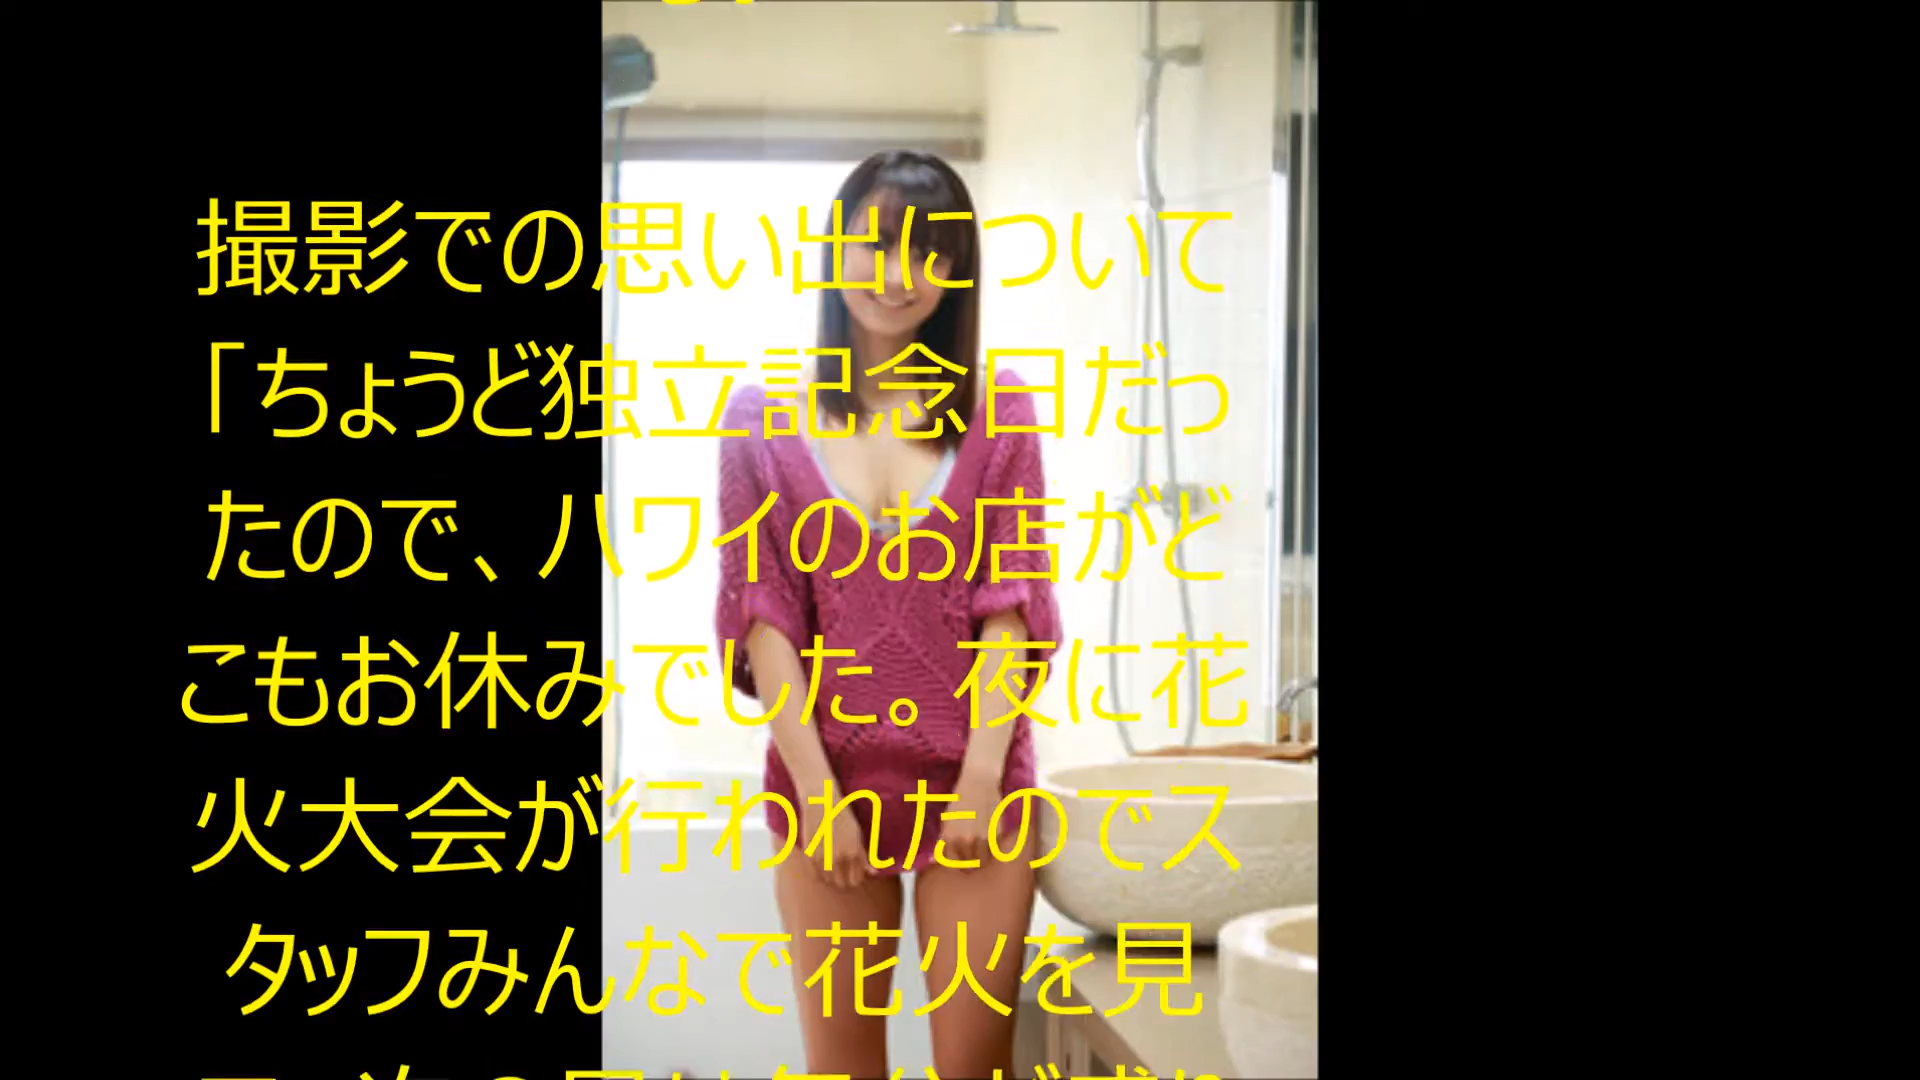 撮影での思い出について
「ちょうど独立記念日だっ
たので、ハワイのお店がど
こもお休みでした。夜に花
火大会が行われたのでス
タッフみんなで花火を見